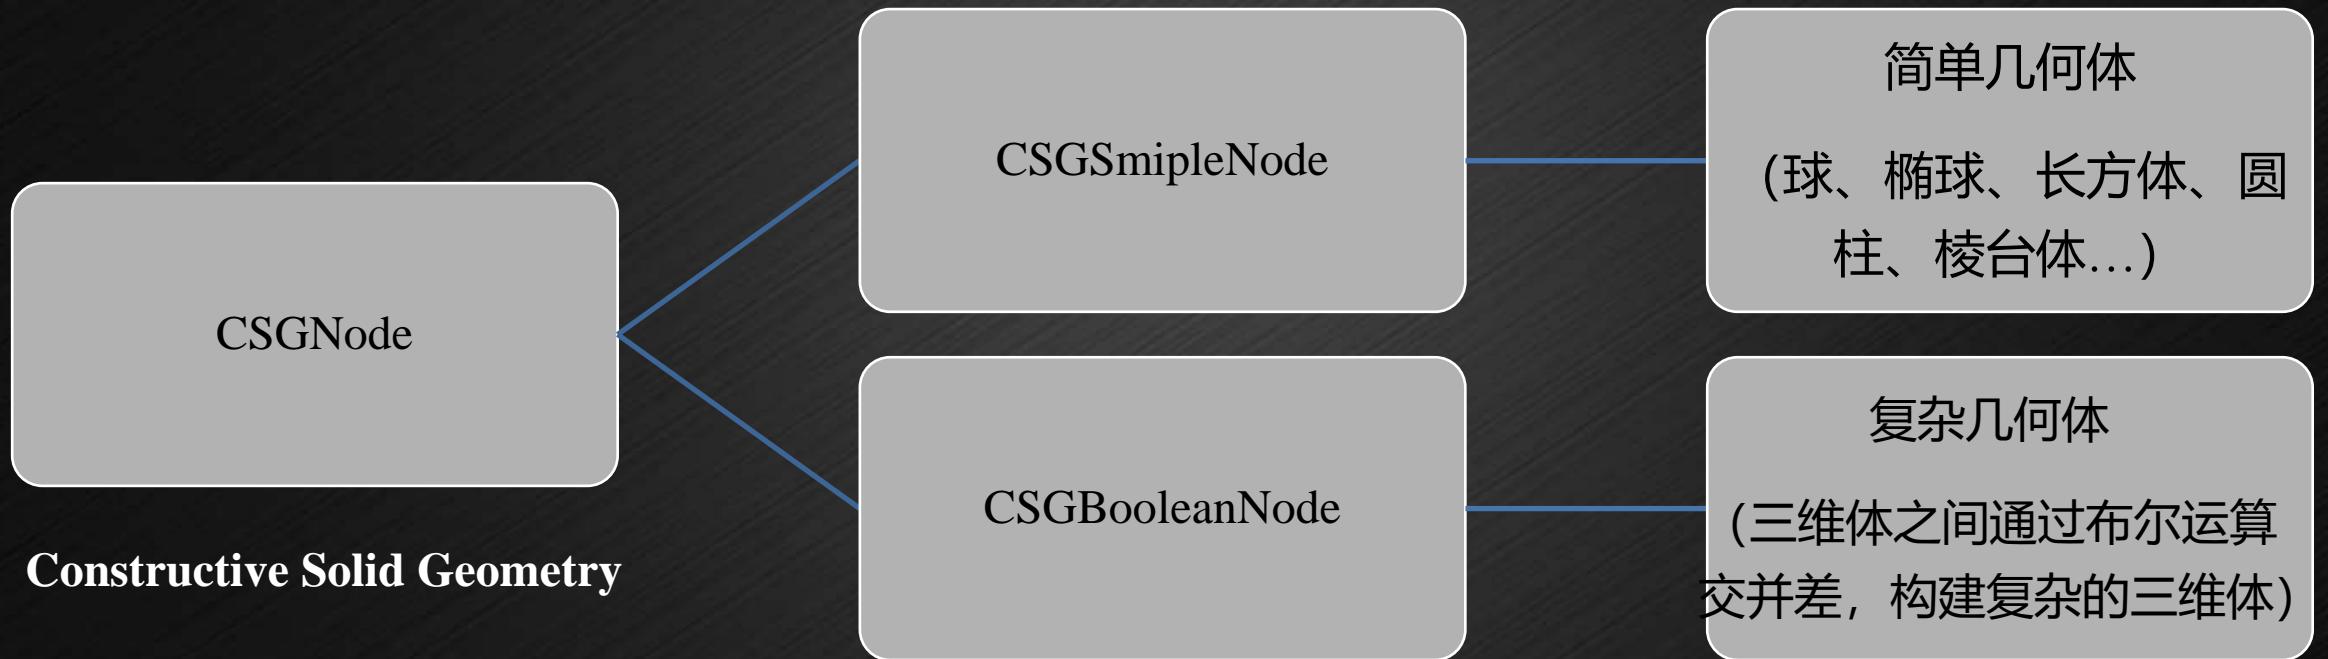 CSGNode
Constructive Solid Geometry
CSGSmipleNode
简单几何体
（球、椭球、长方体、圆
柱、棱台体…）
CSGBooleanNode
复杂几何体
（三维体之间通过布尔运算
交并差，构建复杂的三维体）